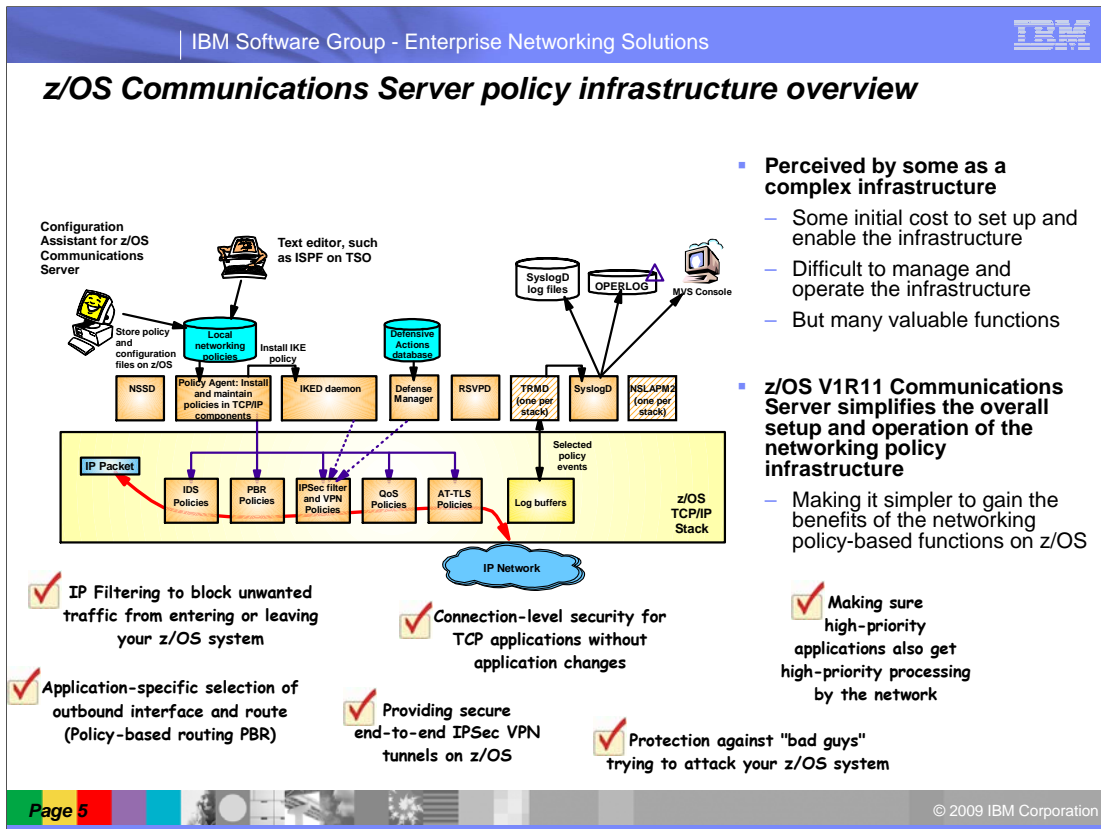 IBM Software Group - Enterprise Networking Solutions
IBM
z/OS Communications Server policy infrastructure overview
Configuration
Assistant for z/OS
Communications
Server
Text editor, such
as ISPF on TSO
SyslogD
log files
OPERLOG
MVS Console
Store policy
and
configuration
files on z/OS
Local
networking
policies
Install IKE
policy
Defensive
Actions
database
NSSD
Policy Agent: Install
and maintain
policies in TCP/IP
components
IKED daemon
Defense
Manager
RSVPD
TRMD
(one per
stack)
SyslogD
NSLAPM2
(one per
stack)
Selected
policy
events
IP Packet
IDS
Policies
PBR
Policies
IPSec filter
and VPN
Policies
QoS
Policies
AT-TLS
Policies
Log buffers
z/OS
TCP/IP
Stack
IP Network
Perceived by some as a
complex infrastructure
– Some initial cost to set up and
enable the infrastructure
– Difficult to manage and
operate the infrastructure
– But many valuable functions
z/OS V1R11 Communications
Server simplifies the overall
setup and operation of the
networking policy
infrastructure
– Making it simpler to gain the
benefits of the networking
policy-based functions on z/OS
IP Filtering to block unwanted
traffic from entering or leaving
your z/OS system
Connection-level security for
TCP applications without
application changes
Making sure
high-priority
applications also get
high-priority processing
by the network
Application-specific selection of
outbound interface and route
(Policy-based routing PBR)
Providing secure
end-to-end IPSec VPN
tunnels on z/OS
Protection against "bad guys"
trying to attack your z/OS system
Page 5
© 2009 IBM Corporation